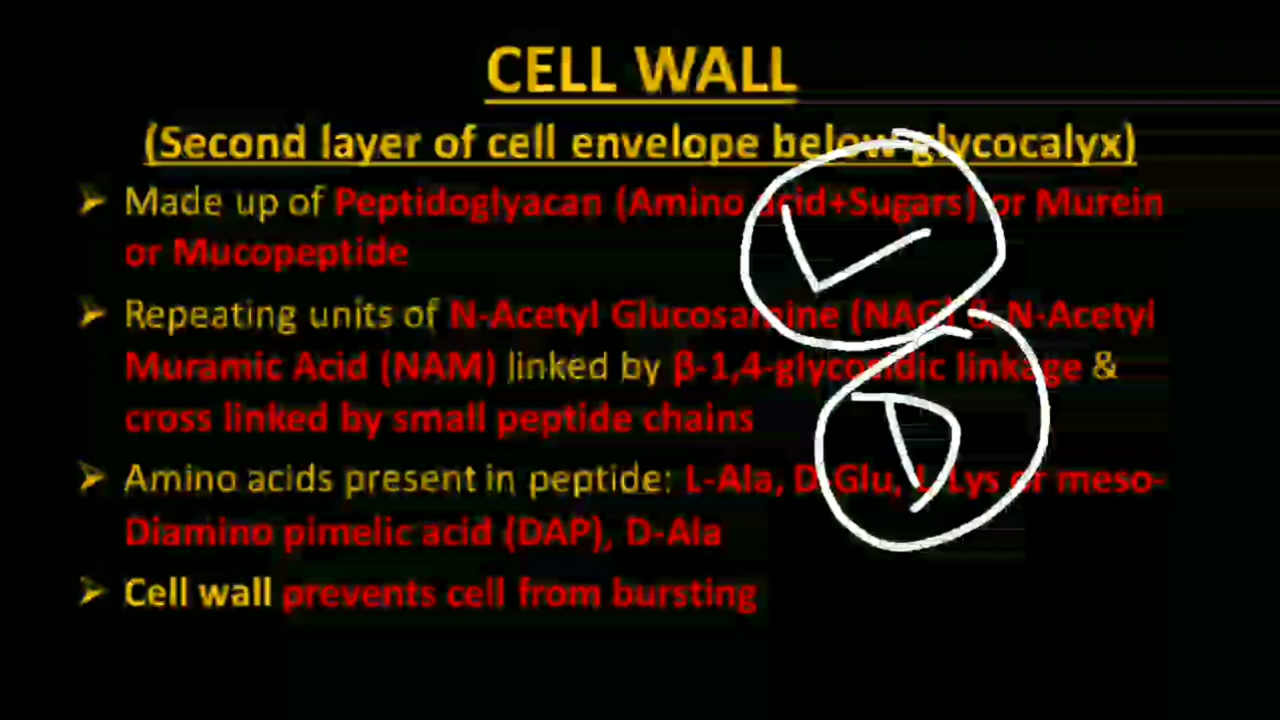 CELL WALL
(Second layer of cell envelope below glycocalyx)
➤ Made up of Peptidoglyacan (Amino acid+Sugars) or Murein
or Mucopeptide
➤ Repeating units of N-Acetyl Glucosamine (NAG) & N-Acetyl
Muramic Acid (NAM) linked by β-1,4-glycosidic linkage &
cross linked by small peptide chains
➤ Amino acids present in peptide: L-Ala, D-Glu, L-Lys or meso-
Diamino pimelic acid (DAP), D-Ala
➤ Cell wall prevents cell from bursting
L
D